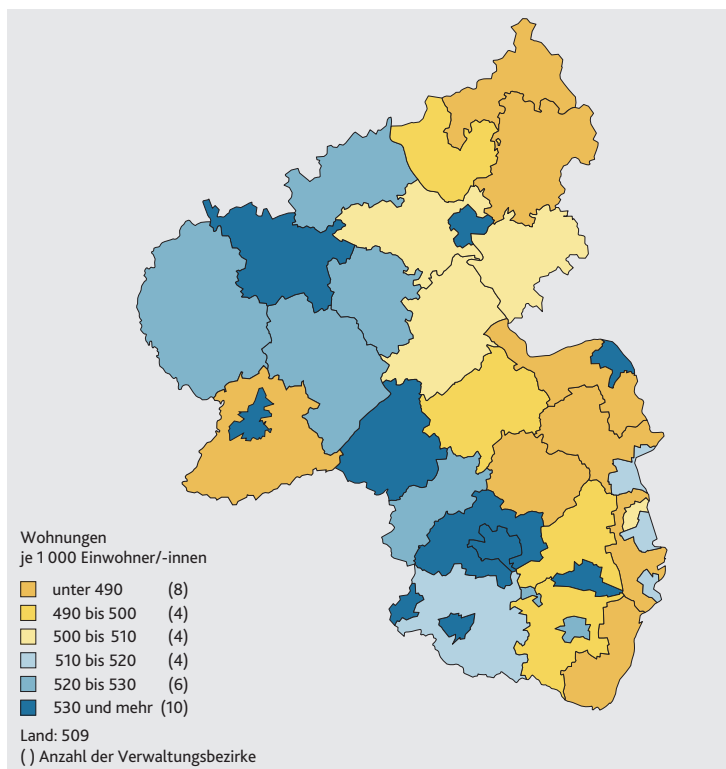 Wohnungen
je 1 000 Einwohner/-innen
unter 490 (8)
490 bis 500 (4)
500 bis 510 (4)
510 bis 520 (4)
520 bis 530 (6)
530 und mehr (10)
Land: 509
( ) Anzahl der Verwaltungsbezirke